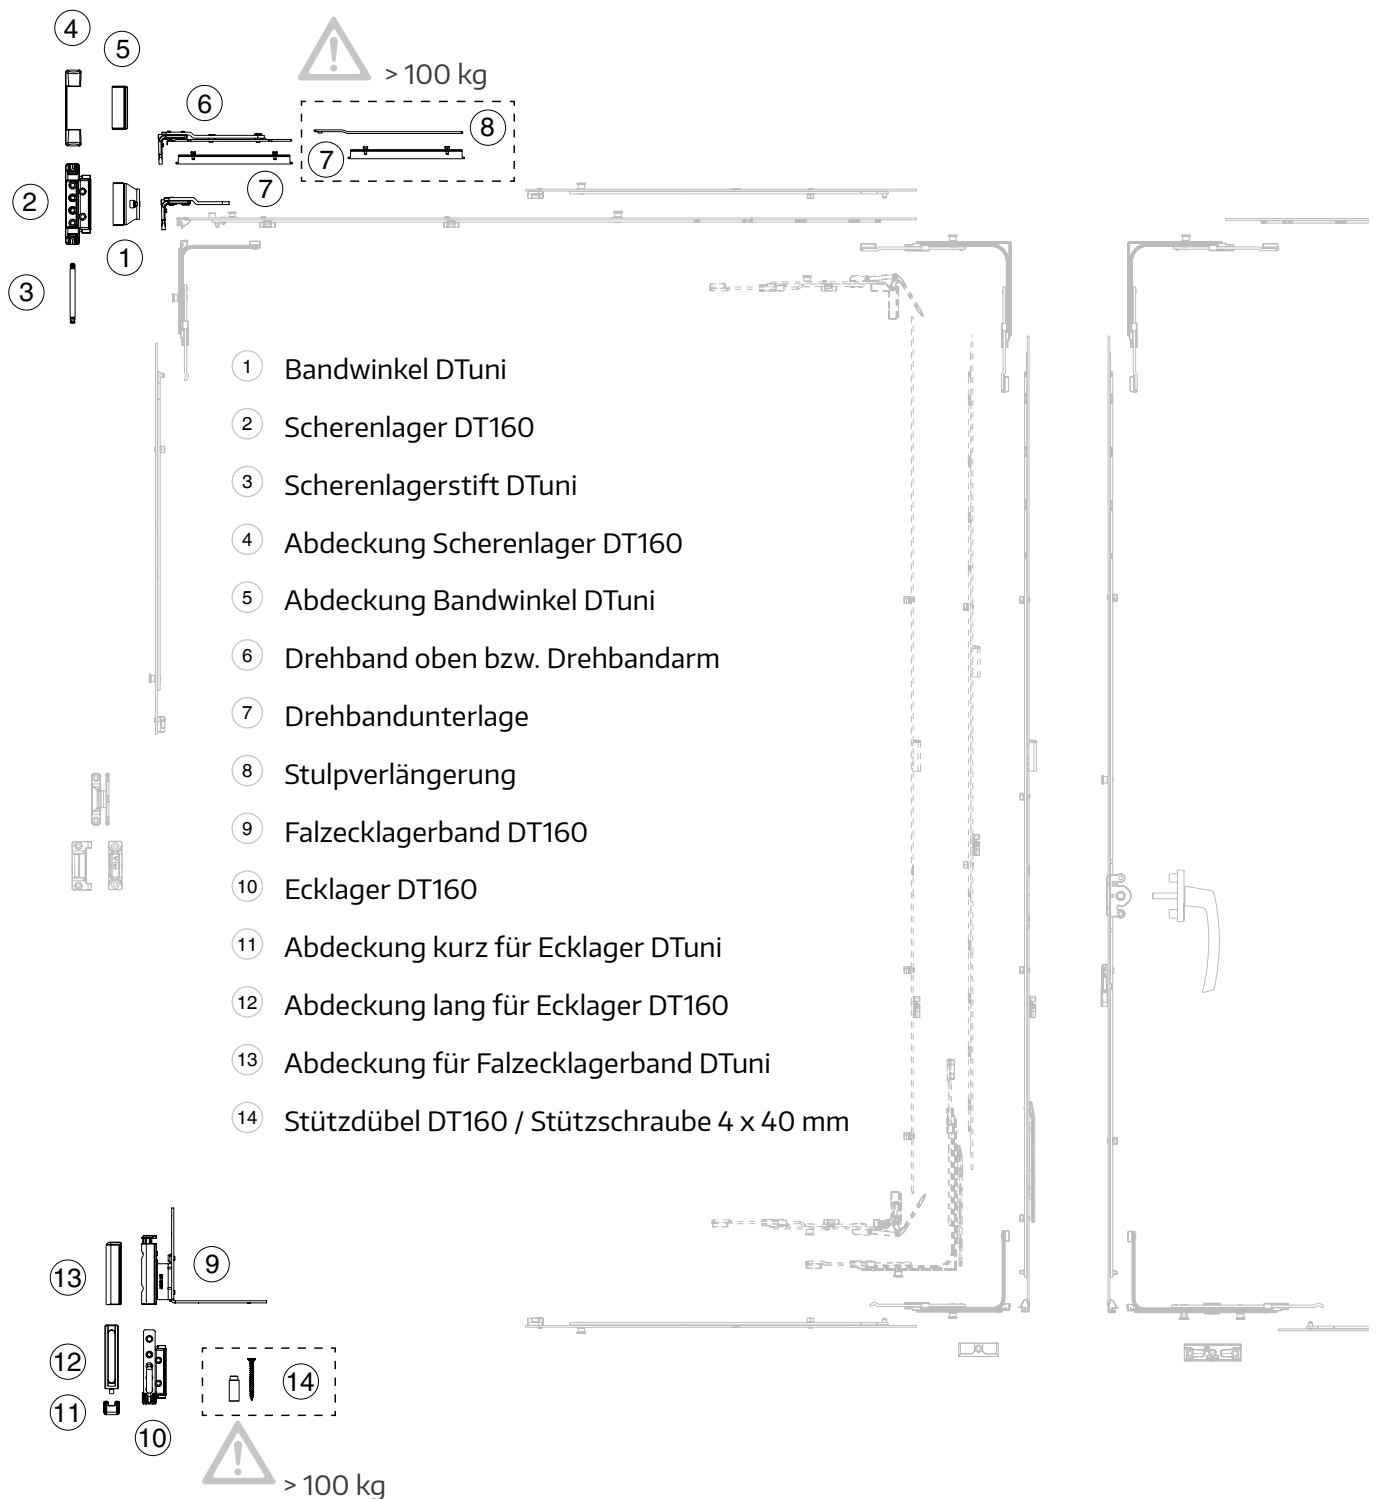 4
5
> 100 kg
6
8
7
7
2
1
3
1 Bandwinkel DTuni
2 Scherenlager DT160
3 Scherenlagerstift DTuni
4 Abdeckung Scherenlager DT160
5 Abdeckung Bandwinkel DTuni
6 Drehband oben bzw. Drehbandarm
7 Drehbandunterlage
8 Stulpverlängerung
9 Falzecklagerband DT160
10 Ecklager DT160
11 Abdeckung kurz für Ecklager DTuni
12 Abdeckung lang für Ecklager DT160
13 Abdeckung für Falzecklagerband DTuni
14 Stützdübel DT160 / Stützschraube 4 x 40 mm
9
13
12
14
11
10
> 100 kg